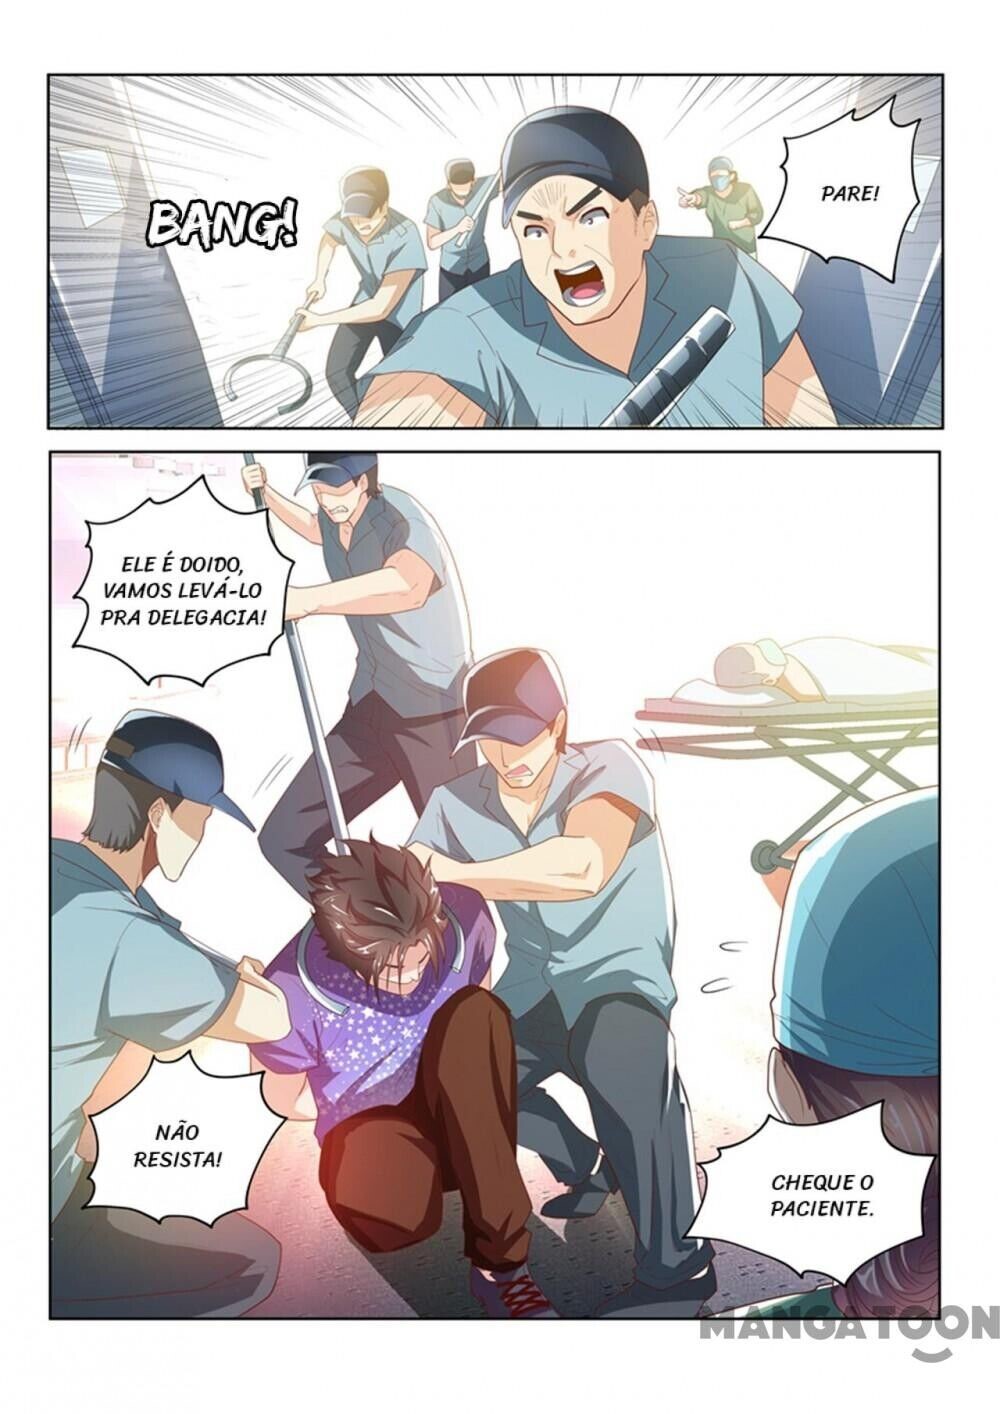 BANG!
PARE!
ELE É DOIDO,
VAMOS LEVÁ-LO
PRA DELEGACIA!
NÃO
RESISTA!
CHEQUE O
PACIENTE.
MANGATOON